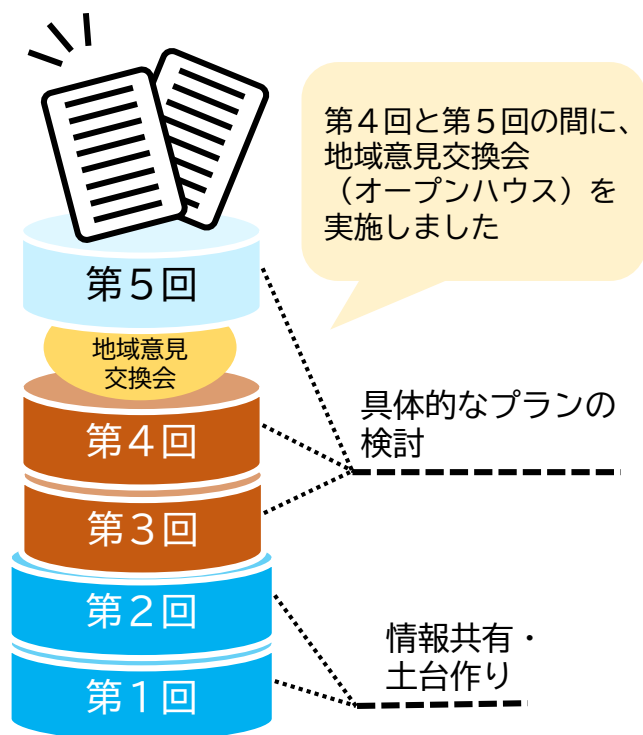 第４回と第５回の間に、
地域意見交換会
（オープンハウス）を
実施しました
第５回
地域意見
交換会
第４回
第３回
具体的なプランの
検討
第２回
第１回
情報共有・
土台作り